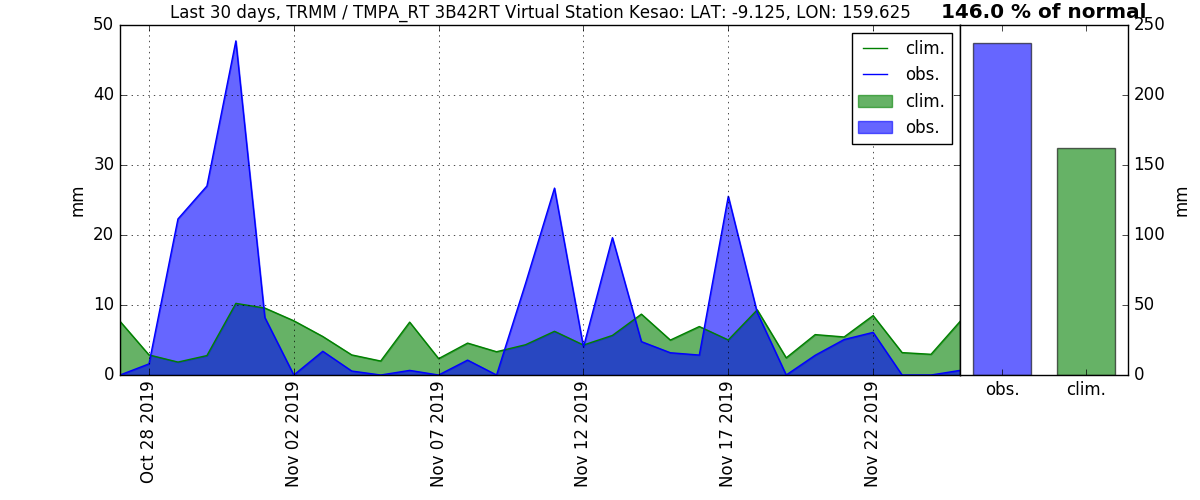 Last 30 days, TRMM / TMPA_RT 3B42RT Virtual Station Kesao: LAT: -9.125, LON: 159.625
146.0 % of normal
50
40
30
20
10
0
mm
clim.
obs.
clim.
obs.
Oct 28 2019
Nov 02 2019
Nov 07 2019
Nov 12 2019
Nov 17 2019
Nov 22 2019
250
200
150
100
50
0
mm
obs.
clim.